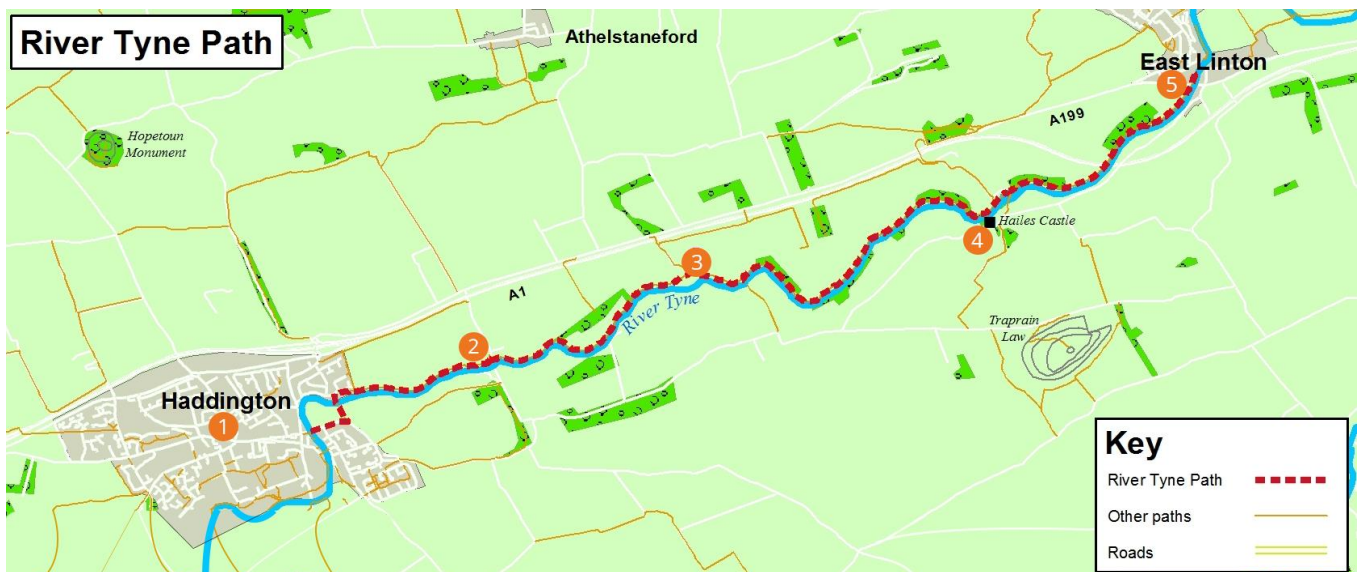 River Tyne Path
Athelstaneford
East Linton
5
A199
Hopetoun
Monument
Hailes Castle
4
3
A1
River Tyne
Traprain
Law
2
Haddington
1
Key
River Tyne Path
Other paths
Roads